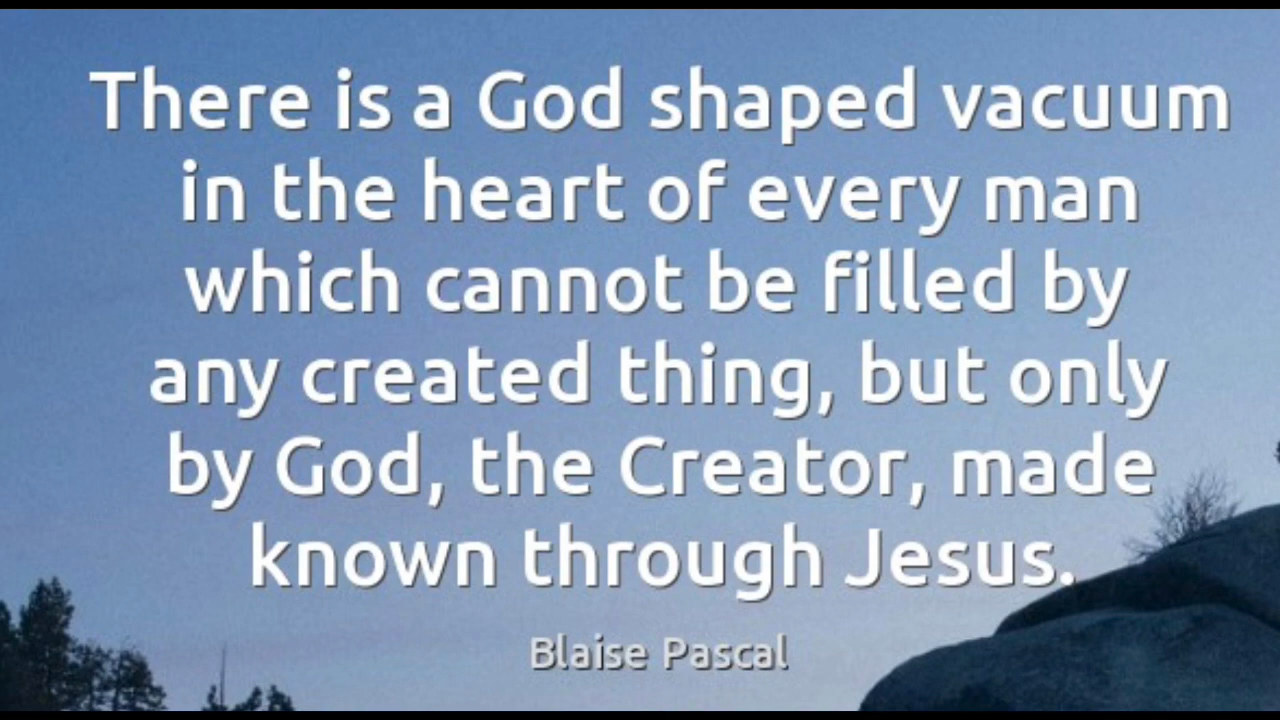 There is a God shaped vacuum
in the heart of every man
which cannot be filled by
any created thing, but only
by God, the Creator, made
known through Jesus.
Blaise Pascal